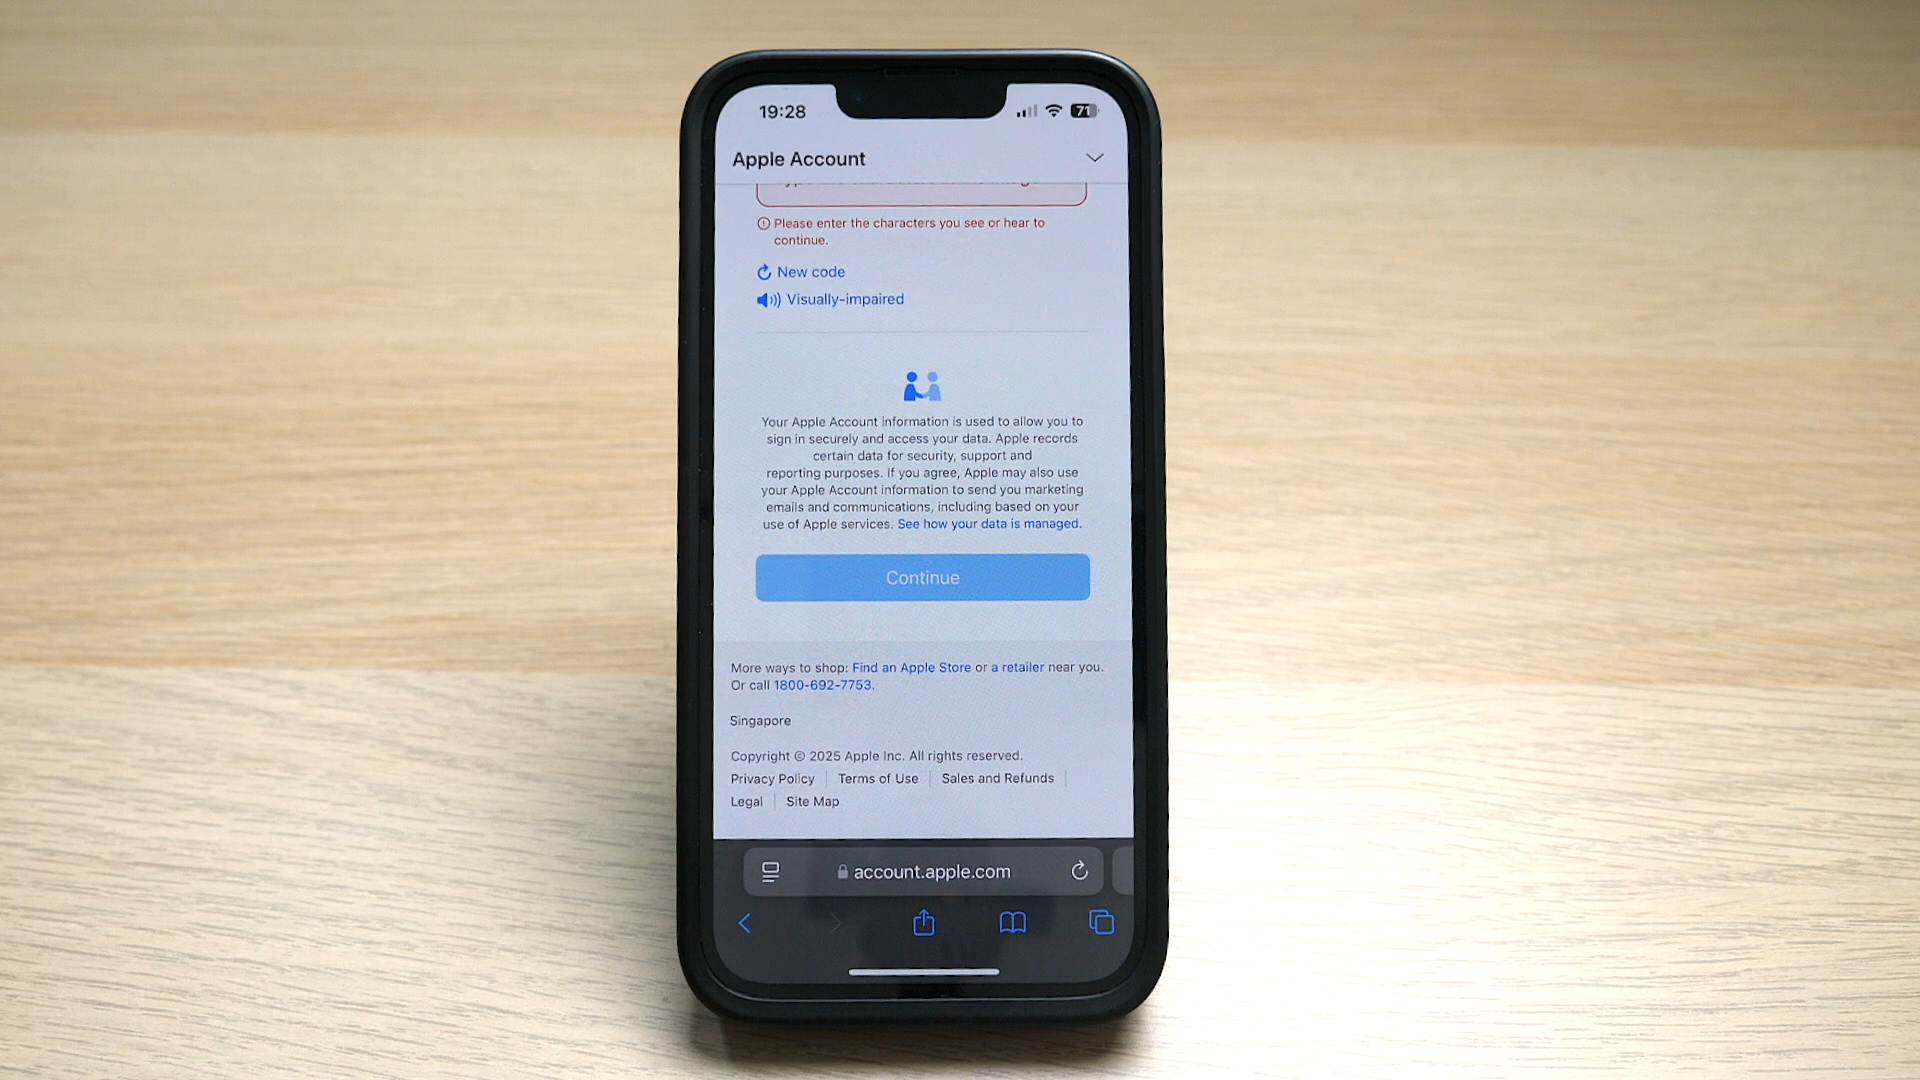 19:28
71
Apple Account
Please enter the characters you see or hear to
continue.
New code
Visually-impaired
Your Apple Account information is used to allow you to
sign in securely and access your data. Apple records
certain data for security, support and
reporting purposes. If you agree, Apple may also use
your Apple Account information to send you marketing
emails and communications, including based on your
use of Apple services. See how your data is managed.
Continue
More ways to shop: Find an Apple Store or a retailer near you.
Or call 1800-692-7753.
Singapore
Copyright © 2025 Apple Inc. All rights reserved.
Privacy Policy | Terms of Use | Sales and Refunds |
Legal | Site Map
account.apple.com